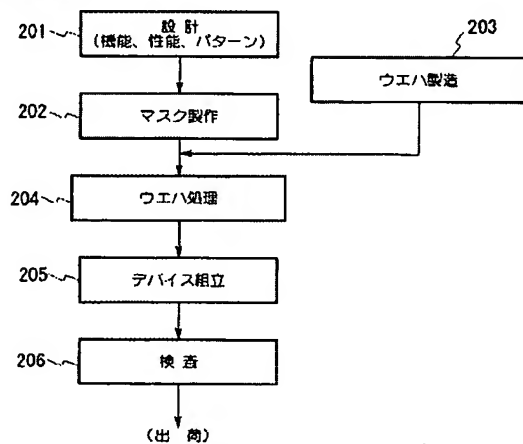 201
設計
(機能、性能、パターン)
203
ウエハ製造
202
マスク製作
204
ウエハ処理
205
デバイス組立
206
検査
(出荷)